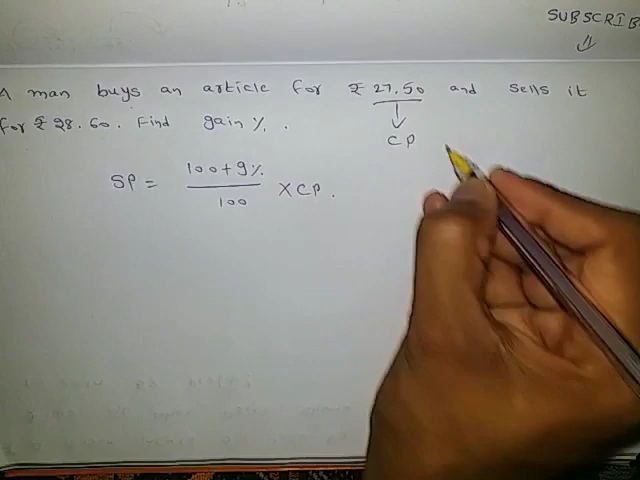 SUBSCRIB
A man buys an article for ₹ 27.50 and sells it
for ₹ 28.60. Find gain %.
CP
SP = 100+g% / 100 X CP.